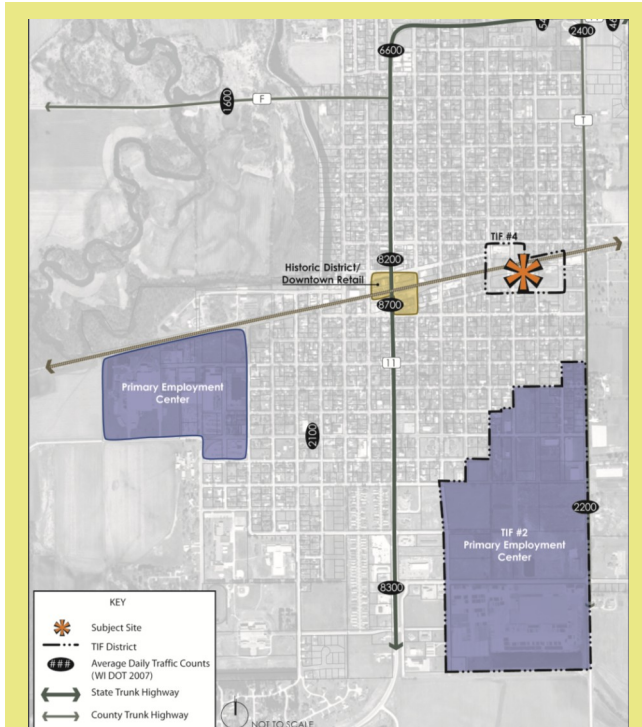 2400
6600
1600
F
T
TIF #4
8200
Historic District/
Downtown Retail
8700
11
Primary Employment
Center
2100
2200
TIF #2
Primary Employment
Center
8300
KEY
Subject Site
TIF District
###
Average Daily Traffic Counts
(WI DOT 2007)
State Trunk Highway
County Trunk Highway
NOT TO SCALE